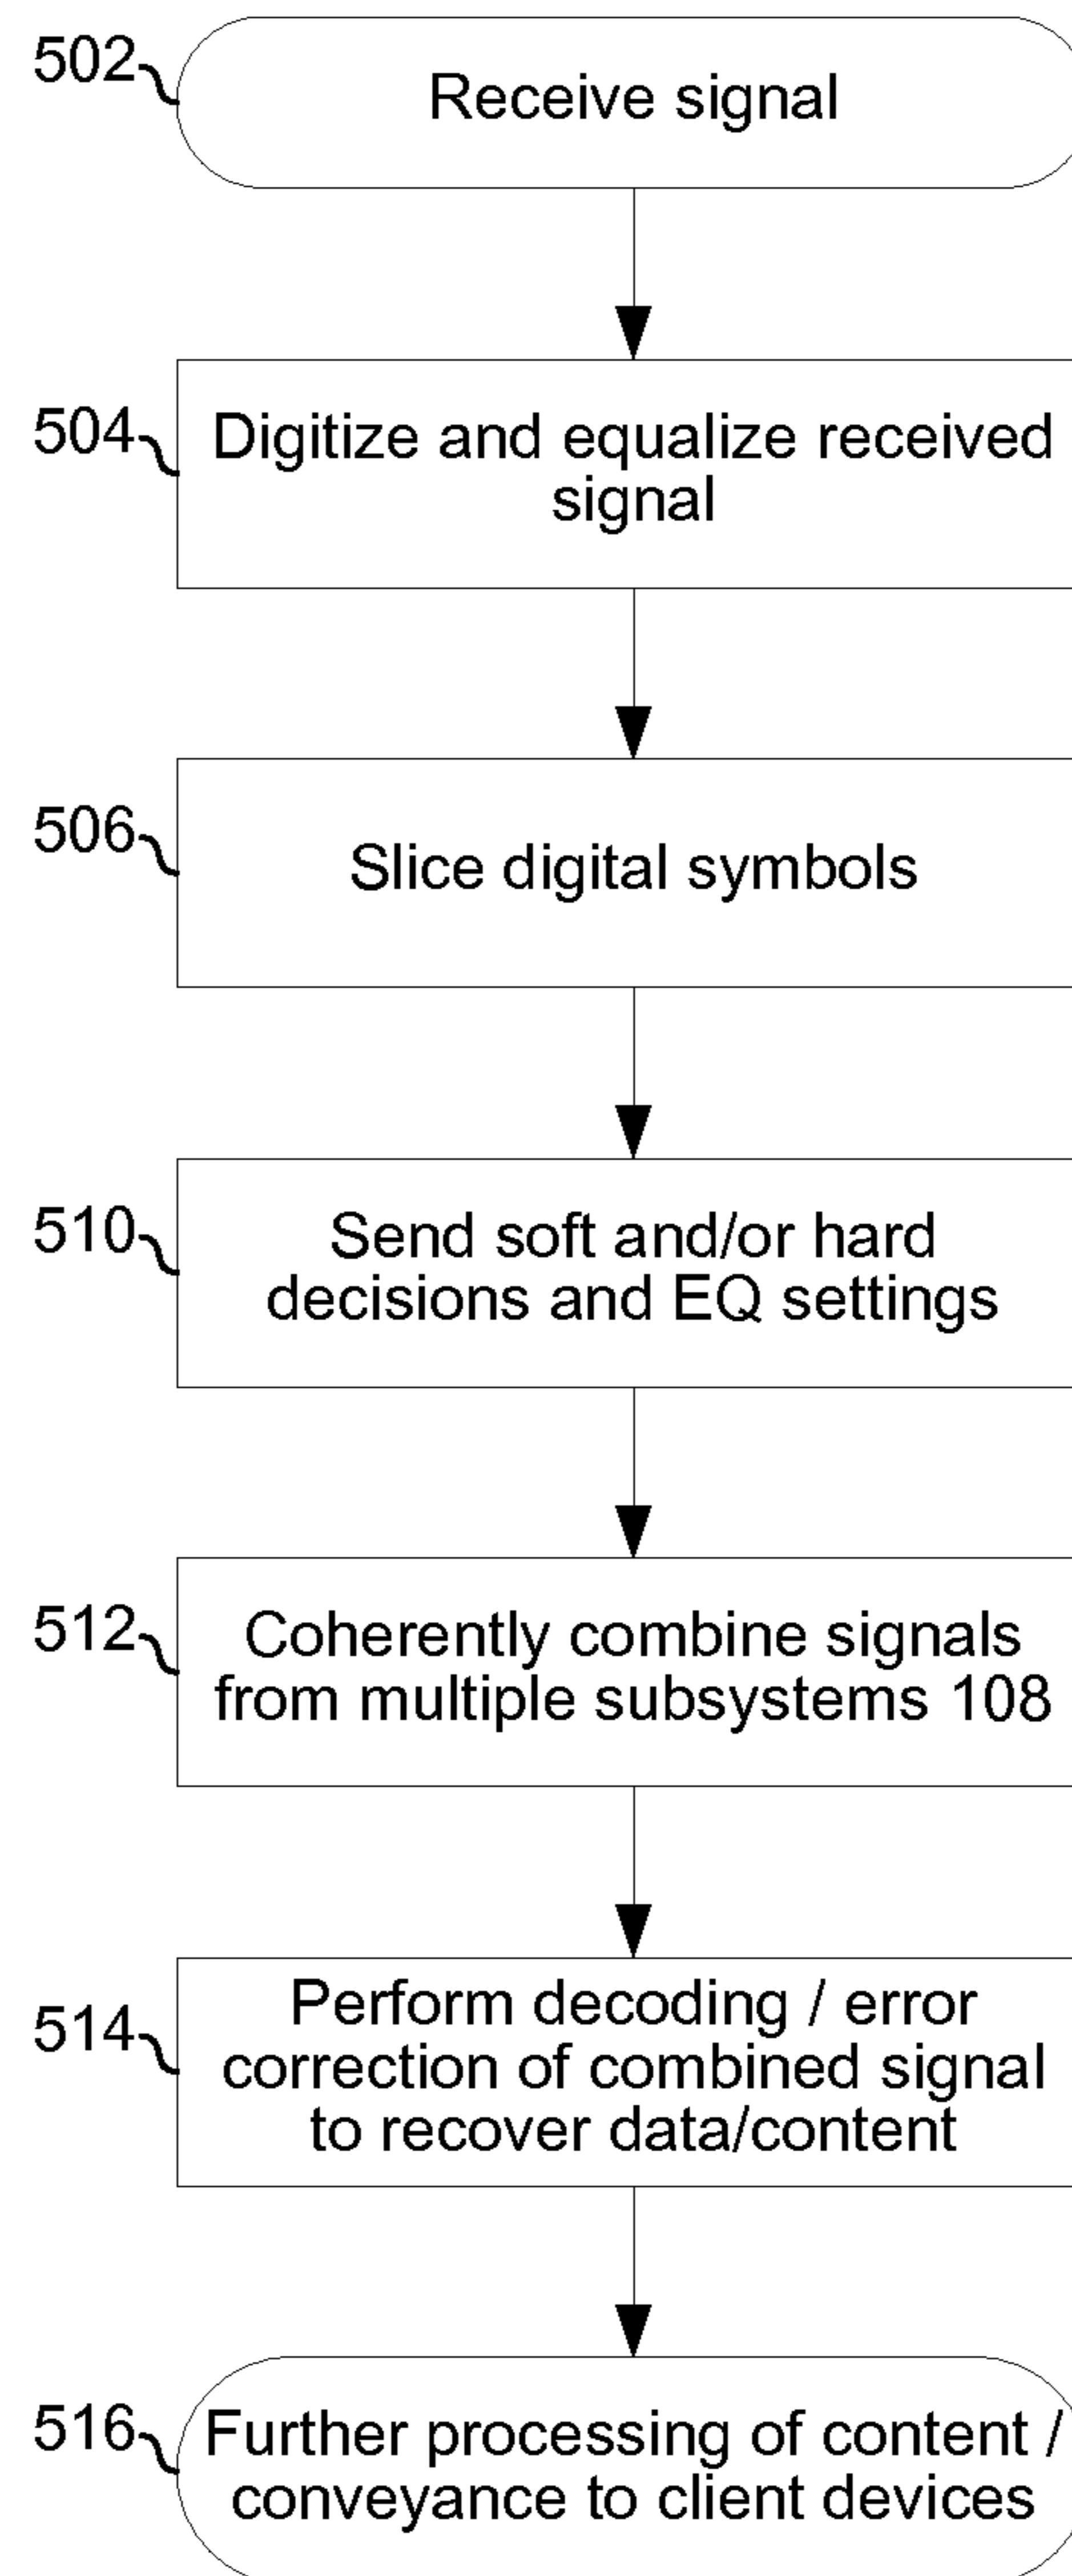 502
Receive signal
504
Digitize and equalize received
signal
506
Slice digital symbols
510
Send soft and/or hard
decisions and EQ settings
512
Coherently combine signals
from multiple subsystems 108
514
Perform decoding / error
correction of combined signal
to recover data/content
516
Further processing of content /
conveyance to client devices